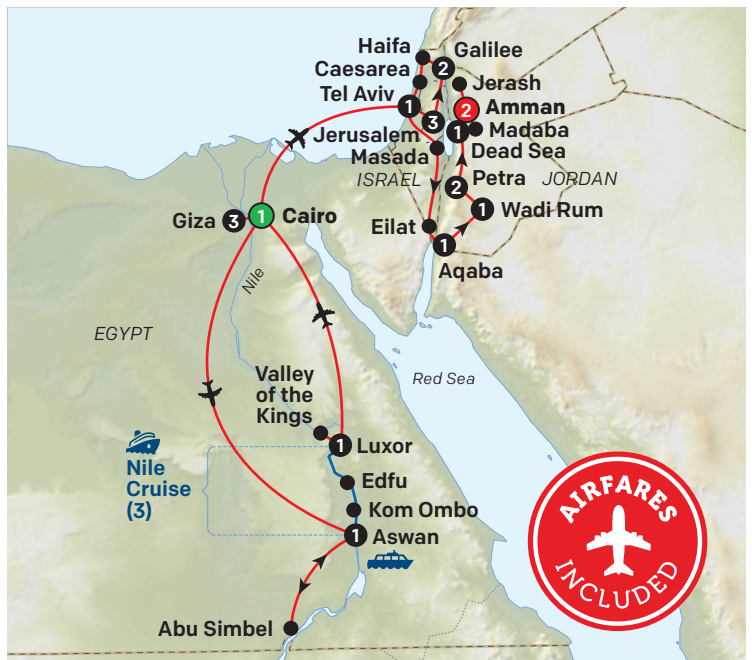 Haifa
Galilee
Caesarea
2
Jerash
Tel Aviv
1
2
Amman
3
1
Madaba
Jerusalem
Dead Sea
Masada
ISRAEL
2
Petra
JORDAN
Giza
3
1
Cairo
1
Wadi Rum
Eilat
1
Aqaba
Nile
EGYPT
Red Sea
Valley
of the
Kings
1
Luxor
Nile
Cruise
(3)
Edfu
Kom Ombo
1
Aswan
Abu Simbel
AIRFARES
INCLUDED